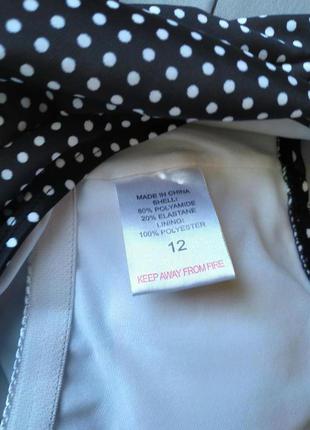 MADE IN CHINA
SHELL:
80% POLYAMIDE
20% ELASTANE
LINING:
100% POLYESTER
12
KEEP AWAY FROM FIRE